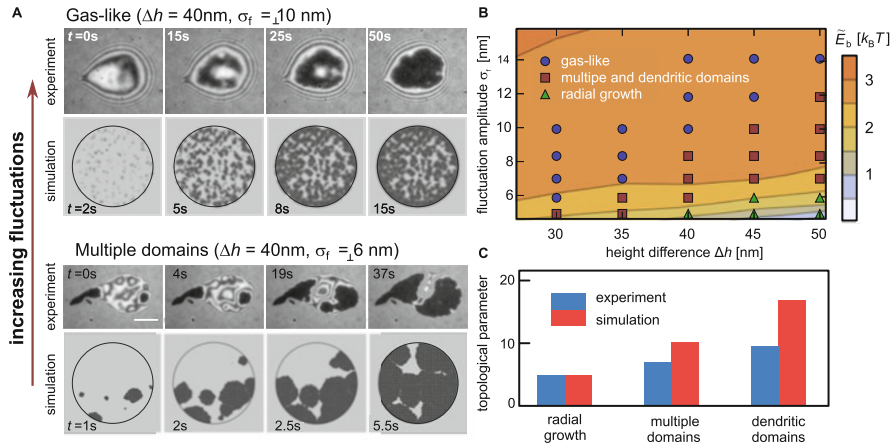 A
Gas-like (Δh = 40nm, σf =⊥10 nm)
t=0s
15s
25s
50s
experiment
simulation
t=2s
5s
8s
15s
increasing fluctuations
Multiple domains (Δh = 40nm, σf =⊥6 nm)
t=0s
4s
19s
37s
experiment
simulation
t=1s
2s
2.5s
5.5s
B
fluctuation amplitude σf [nm]
14
12
10
8
6
gas-like
multipe and dendritic domains
radial growth
30
35
40
45
50
height difference Δh [nm]
Ẽb [kBT]
3
2
1
C
topological parameter
20
10
0
experiment
simulation
radial growth
multiple domains
dendritic domains